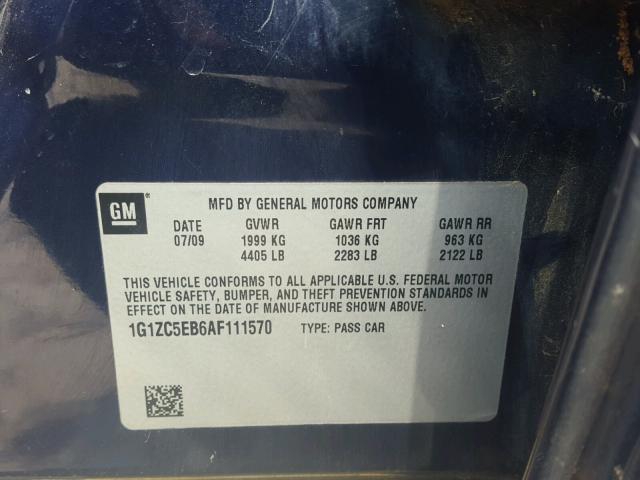 GM
MFD BY GENERAL MOTORS COMPANY
DATE GVWR GAWR FRT GAWR RR
07/09 1999 KG 1036 KG 963 KG
4405 LB 2283 LB 2122 LB
THIS VEHICLE CONFORMS TO ALL APPLICABLE U.S. FEDERAL MOTOR
VEHICLE SAFETY, BUMPER, AND THEFT PREVENTION STANDARDS IN
EFFECT ON THE DATE OF MANUFACTURE SHOWN ABOVE.
1G1ZC5EB6AF111570 TYPE: PASS CAR